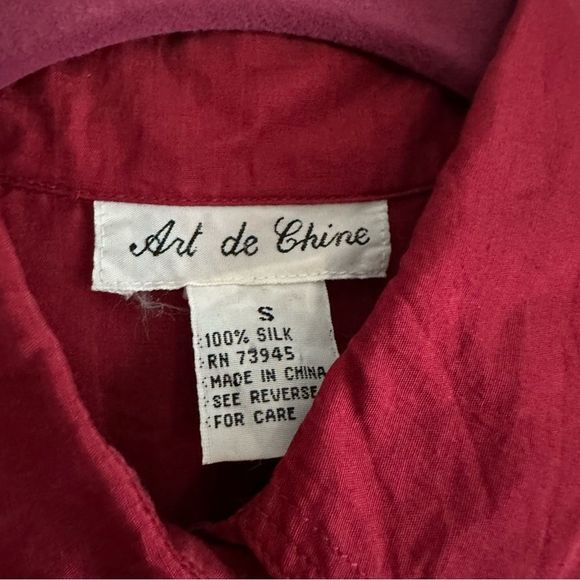 Art de Chine
S
100% SILK
RN 73945
MADE IN CHINA
SEE REVERSE
FOR CARE